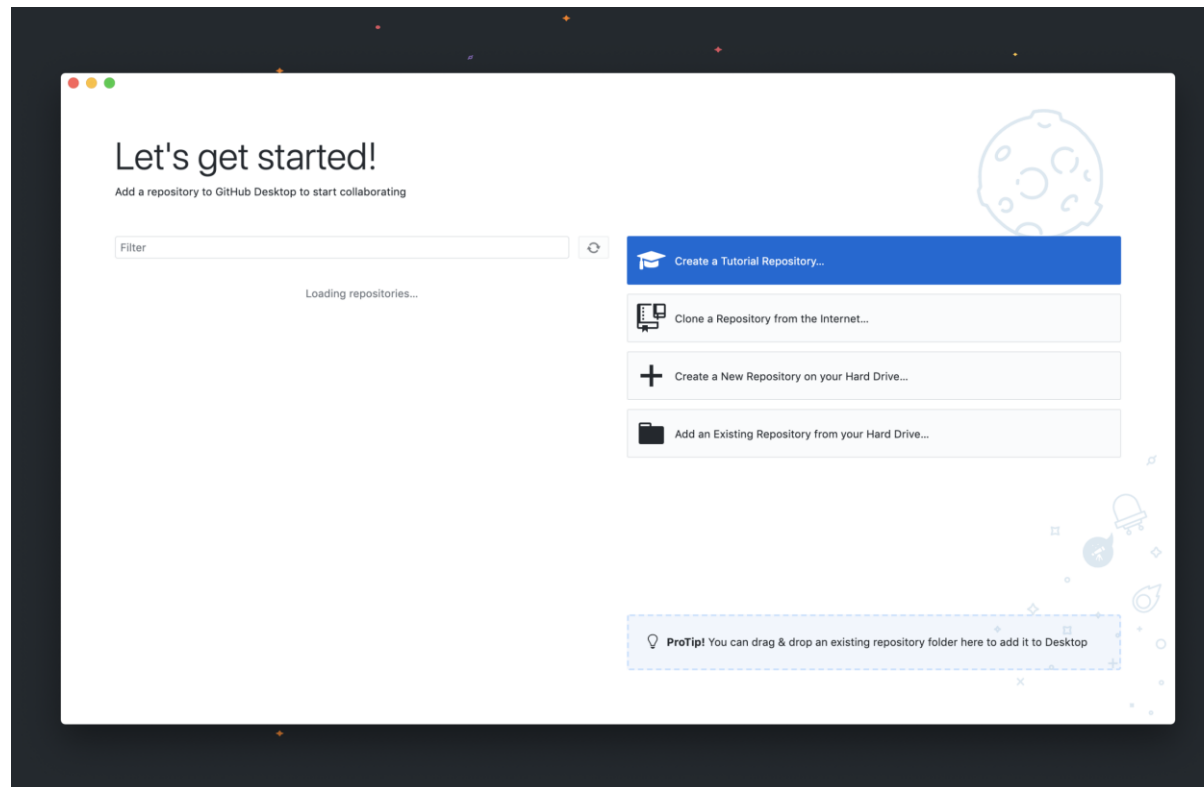 Let's get started!
Add a repository to GitHub Desktop to start collaborating
Filter
Loading repositories...
Create a Tutorial Repository...
Clone a Repository from the Internet...
Create a New Repository on your Hard Drive...
Add an Existing Repository from your Hard Drive...
ProTip! You can drag & drop an existing repository folder here to add it to Desktop